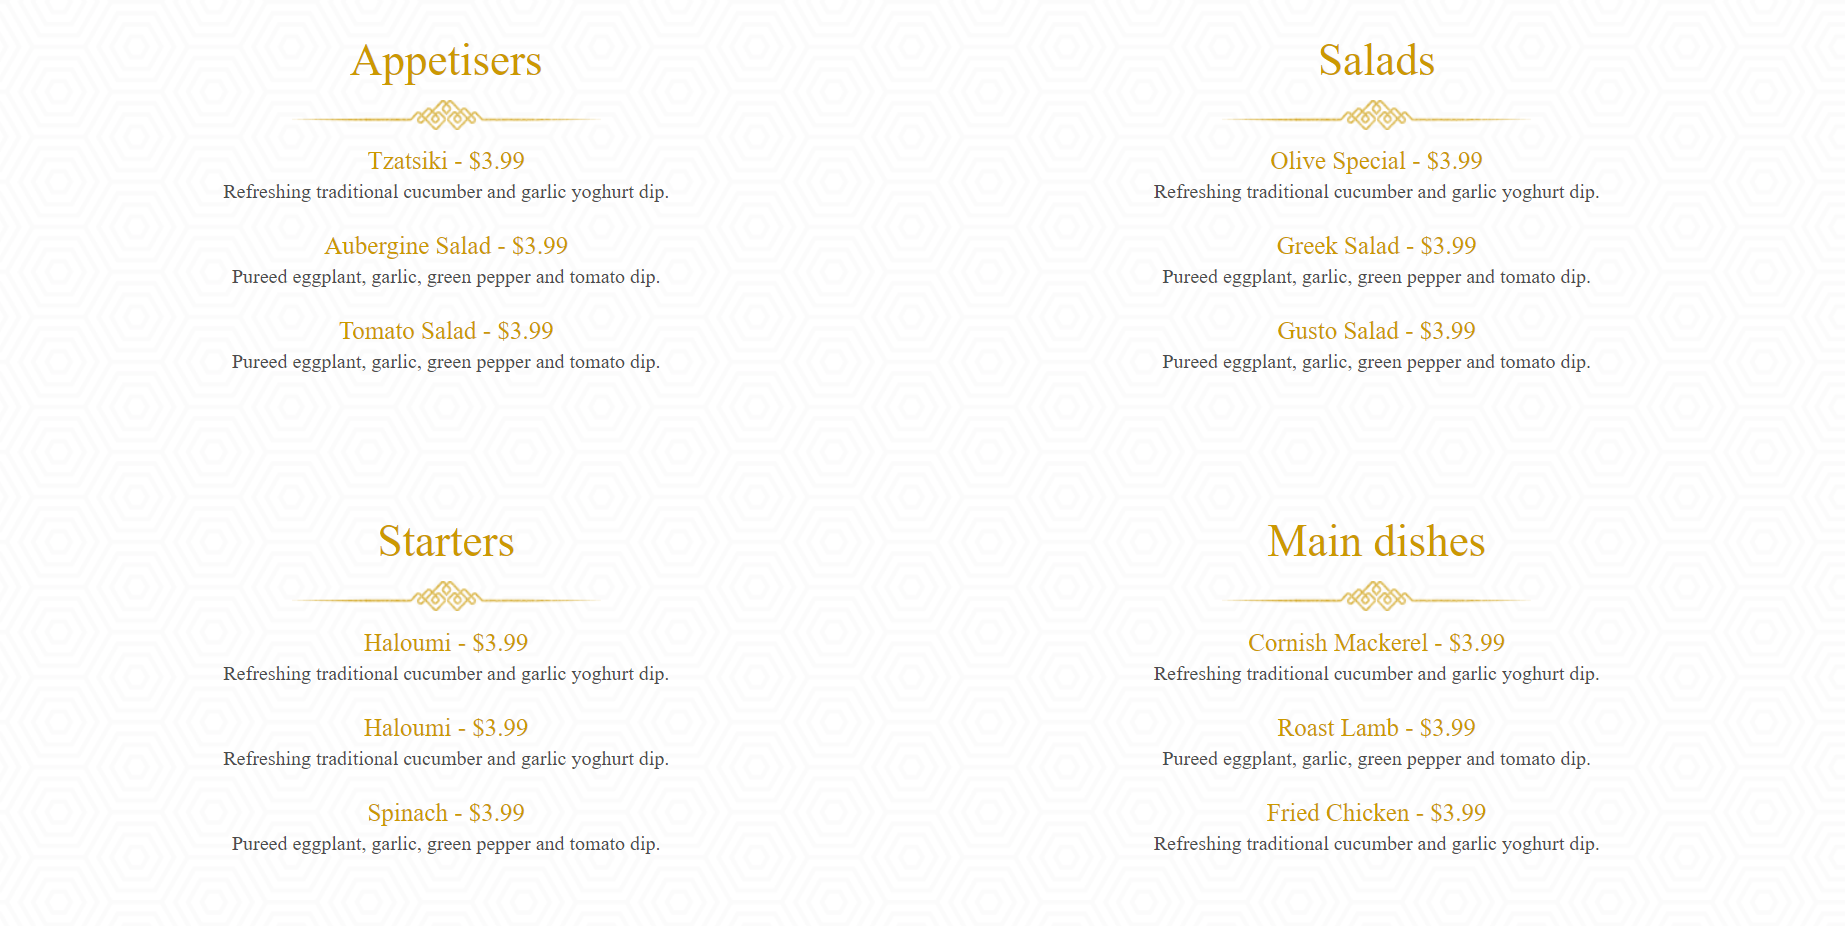 Appetisers
Tzatsiki - $3.99
Refreshing traditional cucumber and garlic yoghurt dip.
Aubergine Salad - $3.99
Pureed eggplant, garlic, green pepper and tomato dip.
Tomato Salad - $3.99
Pureed eggplant, garlic, green pepper and tomato dip.
Salads
Olive Special - $3.99
Refreshing traditional cucumber and garlic yoghurt dip.
Greek Salad - $3.99
Pureed eggplant, garlic, green pepper and tomato dip.
Gusto Salad - $3.99
Pureed eggplant, garlic, green pepper and tomato dip.
Starters
Haloumi - $3.99
Refreshing traditional cucumber and garlic yoghurt dip.
Haloumi - $3.99
Refreshing traditional cucumber and garlic yoghurt dip.
Spinach - $3.99
Pureed eggplant, garlic, green pepper and tomato dip.
Main dishes
Cornish Mackerel - $3.99
Refreshing traditional cucumber and garlic yoghurt dip.
Roast Lamb - $3.99
Pureed eggplant, garlic, green pepper and tomato dip.
Fried Chicken - $3.99
Refreshing traditional cucumber and garlic yoghurt dip.